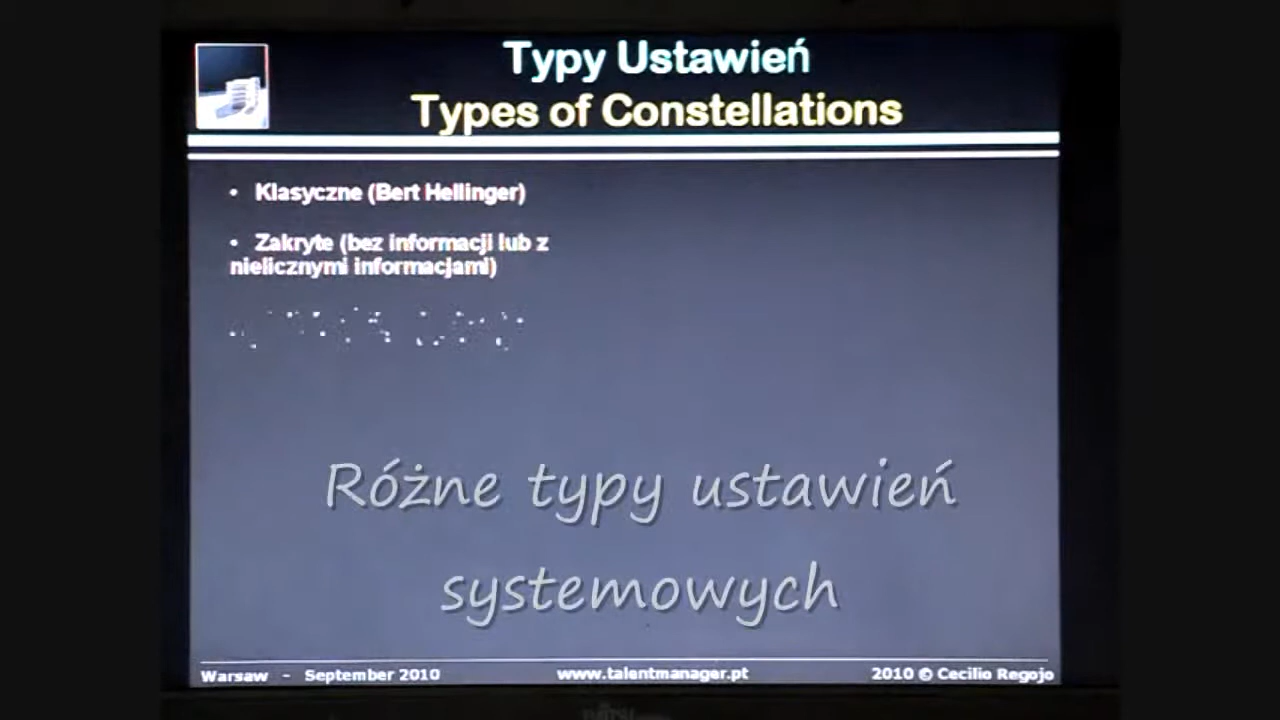 Typy Ustawień
Types of Constellations
• Klasyczne (Bert Hellinger)
• Zakryte (bez informacji lub z
nielicznymi informacjami)
Różne typy ustawień
systemowych
Warsaw - September 2010 www.talentmanager.pt 2010 © Cecilio Regojo